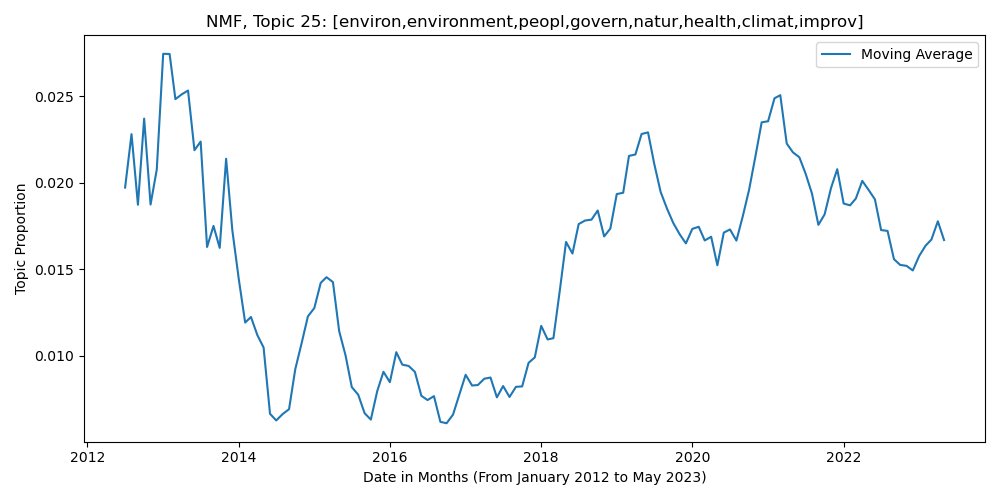 NMF, Topic 25: [environ,environment,peopl,govern,natur,health,climat,improv]
Moving Average
0.025
0.020
0.015
0.010
Topic Proportion
2012
2014
2016
2018
2020
2022
Date in Months (From January 2012 to May 2023)